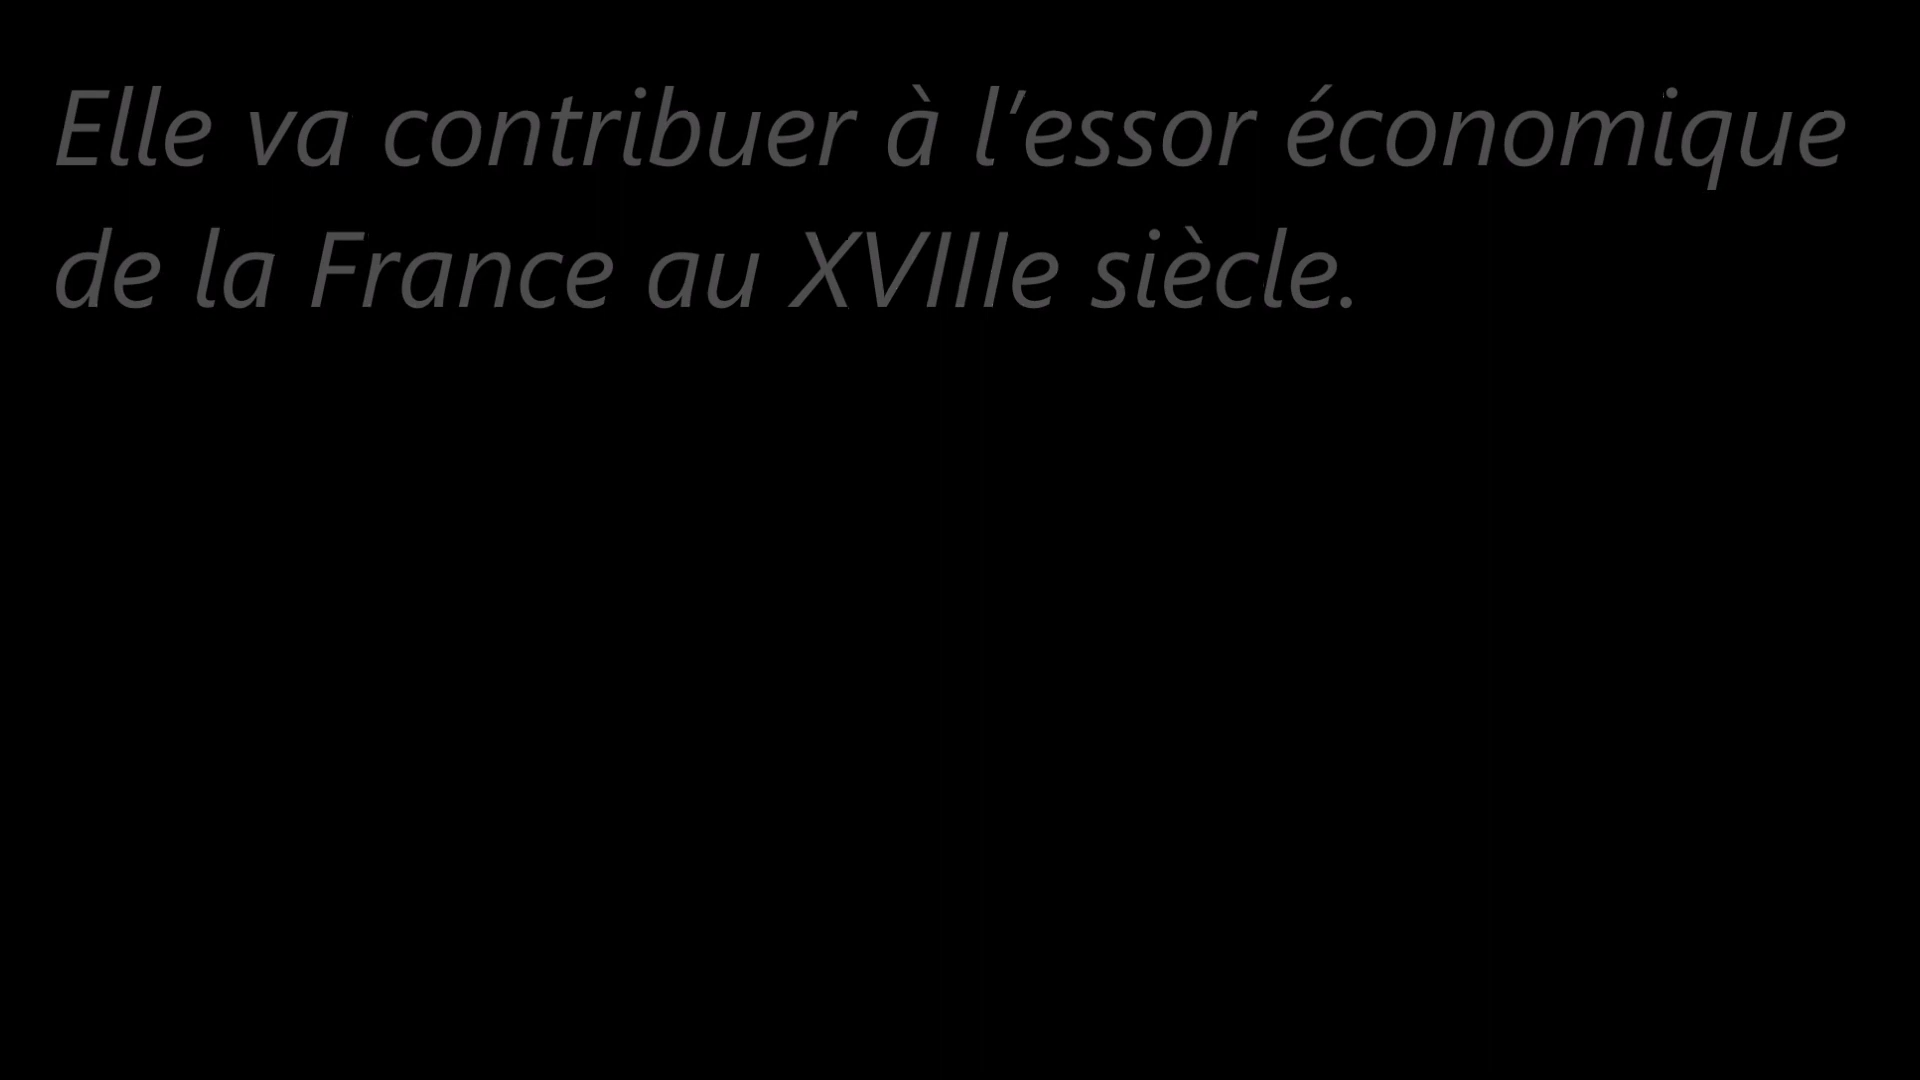 Elle va contribuer à l’essor économique
de la France au XVIIIe siècle.